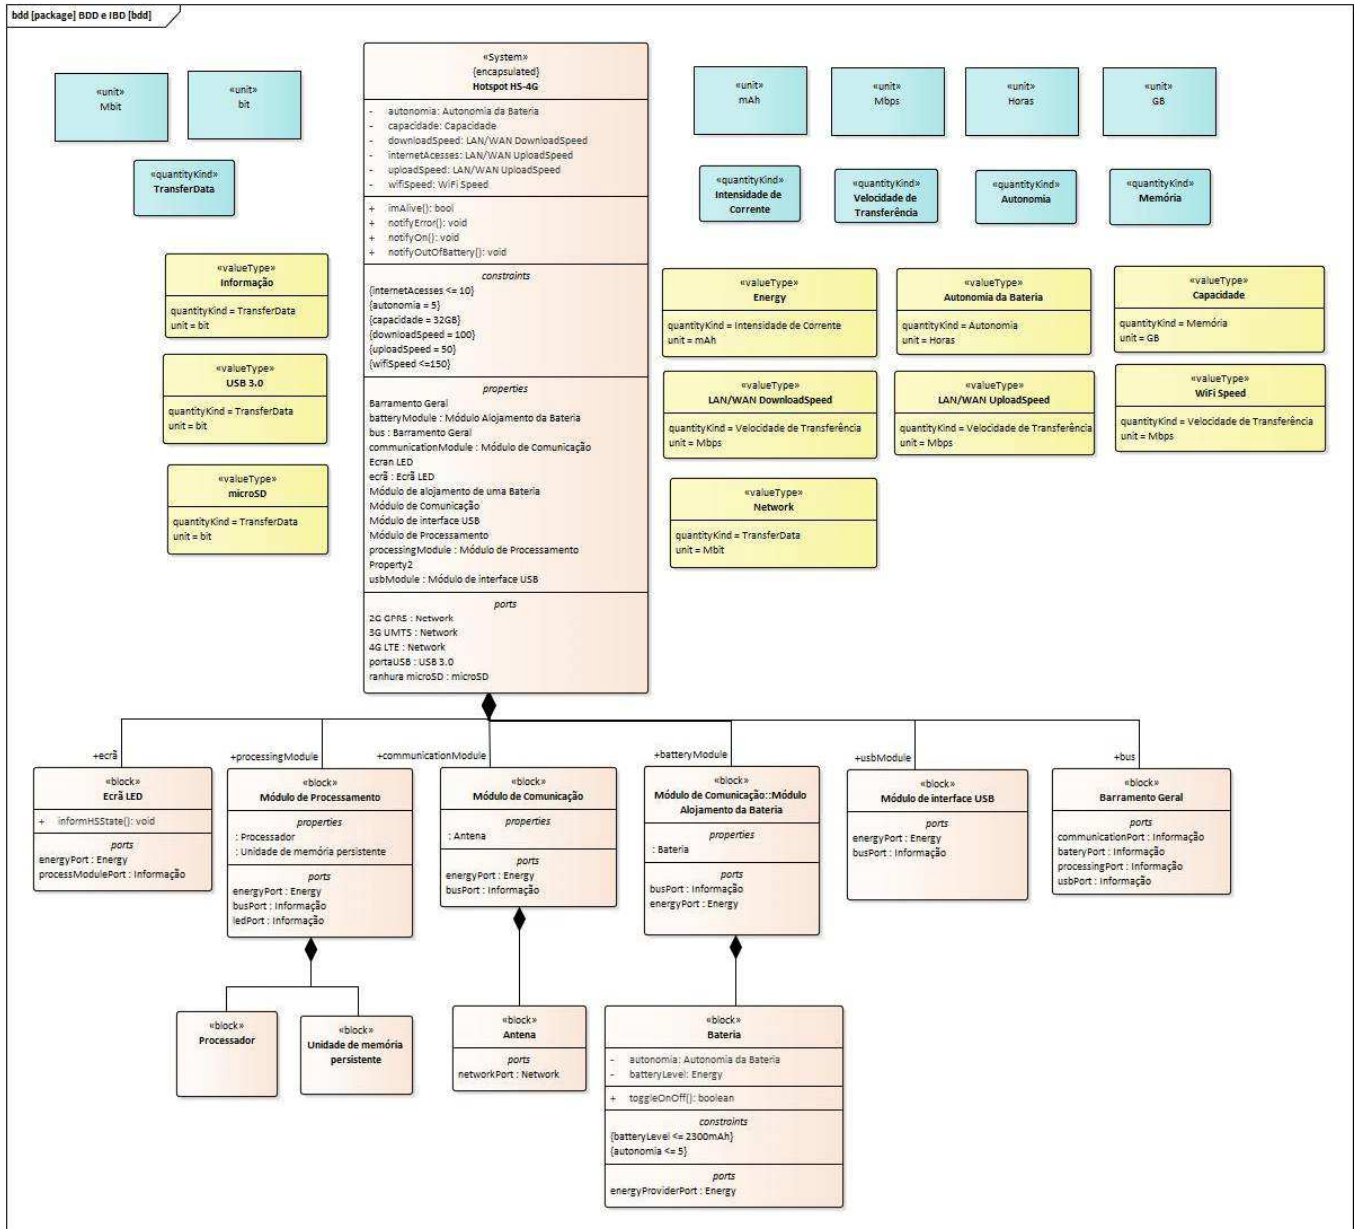 bdd [package] BDD e IBD [bdd]
«unit»
Mbit
«unit»
bit
«quantityKind»
TransferData
«valueType»
Informação
quantityKind = TransferData
unit = bit
«valueType»
USB 3.0
quantityKind = TransferData
unit = bit
«valueType»
microSD
quantityKind = TransferData
unit = bit
«System»
{encapsulated}
Hotspot HS-4G
- autonomia: Autonomia da Bateria
- capacidade: Capacidade
- downloadSpeed: LAN/WAN DownloadSpeed
- internetAcesses: LAN/WAN UploadSpeed
- uploadSpeed: LAN/WAN UploadSpeed
- wifiSpeed: WiFi Speed
+ imAlive(): bool
+ notifyError(): void
+ notifyOn(): void
+ notifyOutOfBattery(): void
constraints
{internetAcesses <= 10}
{autonomia = 5}
{capacidade = 32GB}
{downloadSpeed = 100}
{uploadSpeed = 50}
{wifiSpeed <=150}
properties
Barramento Geral
batteryModule : Módulo Alojamento da Bateria
bus : Barramento Geral
communicationModule : Módulo de Comunicação
Ecran LED
ecrã : Ecrã LED
Módulo de alojamento de uma Bateria
Módulo de Comunicação
Módulo de interface USB
Módulo de Processamento
processingModule : Módulo de Processamento
Property2
usbModule : Módulo de interface USB
ports
2G GPRS : Network
3G UMTS : Network
4G LTE : Network
portaUSB : USB 3.0
ranhura microSD : microSD
«unit»
mAh
«unit»
Mbps
«unit»
Horas
«unit»
GB
«quantityKind»
Intensidade de
Corrente
«quantityKind»
Velocidade de
Transferência
«quantityKind»
Autonomia
«quantityKind»
Memória
«valueType»
Energy
quantityKind = Intensidade de Corrente
unit = mAh
«valueType»
Autonomia da Bateria
quantityKind = Autonomia
unit = Horas
«valueType»
Capacidade
quantityKind = Memória
unit = GB
«valueType»
LAN/WAN DownloadSpeed
quantityKind = Velocidade de Transferência
unit = Mbps
«valueType»
LAN/WAN UploadSpeed
quantityKind = Velocidade de Transferência
unit = Mbps
«valueType»
WiFi Speed
quantityKind = Velocidade de Transferência
unit = Mbps
«valueType»
Network
quantityKind = TransferData
unit = Mbit
+ecrã
+processingModule
+communicationModule
+batteryModule
+usbModule
+bus
«block»
Ecrã LED
+ informHSState(): void
ports
energyPort : Energy
processModulePort : Informação
«block»
Módulo de Processamento
properties
: Processador
: Unidade de memória persistente
ports
energyPort : Energy
busPort : Informação
ledPort : Informação
«block»
Módulo de Comunicação
properties
: Antena
ports
energyPort : Energy
busPort : Informação
«block»
Módulo de Comunicação::Módulo
Alojamento da Bateria
properties
: Bateria
ports
busPort : Informação
energyPort : Energy
«block»
Módulo de interface USB
ports
energyPort : Energy
busPort : Informação
«block»
Barramento Geral
ports
communicationPort : Informação
bateryPort : Informação
processingPort : Informação
usbPort : Informação
«block»
Processador
«block»
Unidade de memória
persistente
«block»
Antena
ports
networkPort : Network
«block»
Bateria
- autonomia: Autonomia da Bateria
- batteryLevel: Energy
+ toggleOnOff(): boolean
constraints
{batteryLevel <= 2300mAh}
{autonomia <= 5}
ports
energyProviderPort : Energy